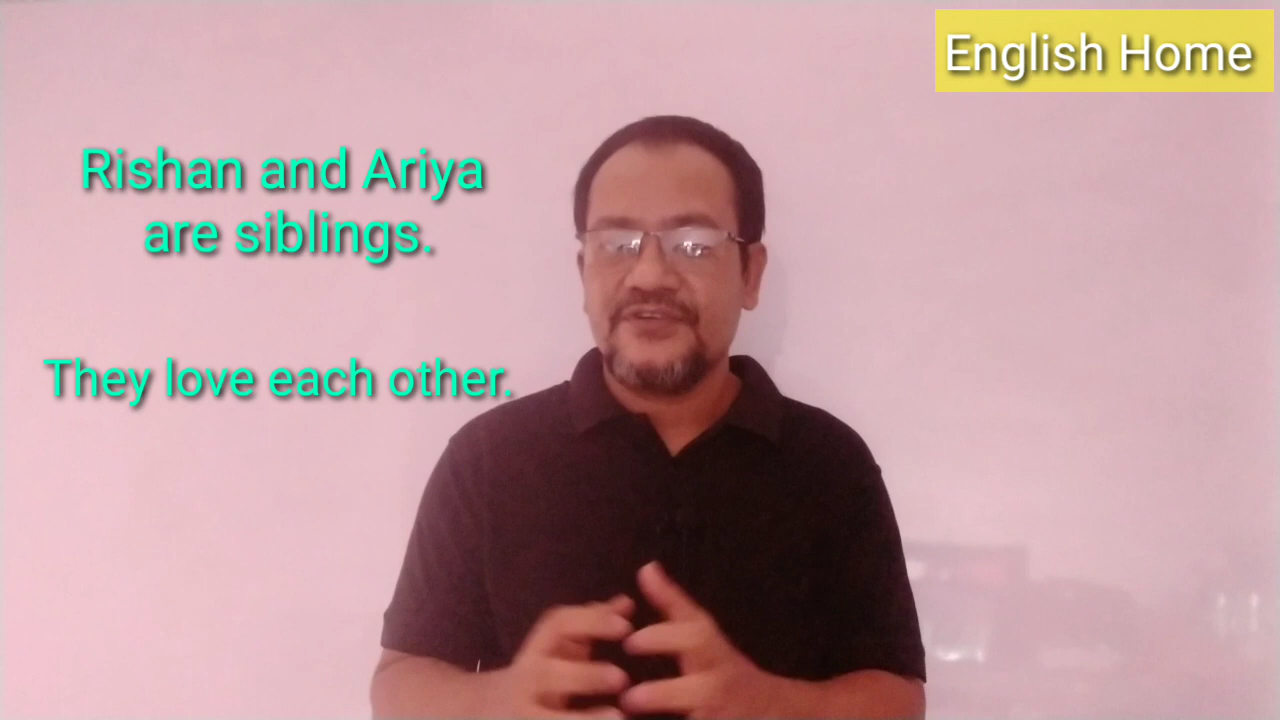 English Home
Rishan and Ariya
are siblings.
They love each other.